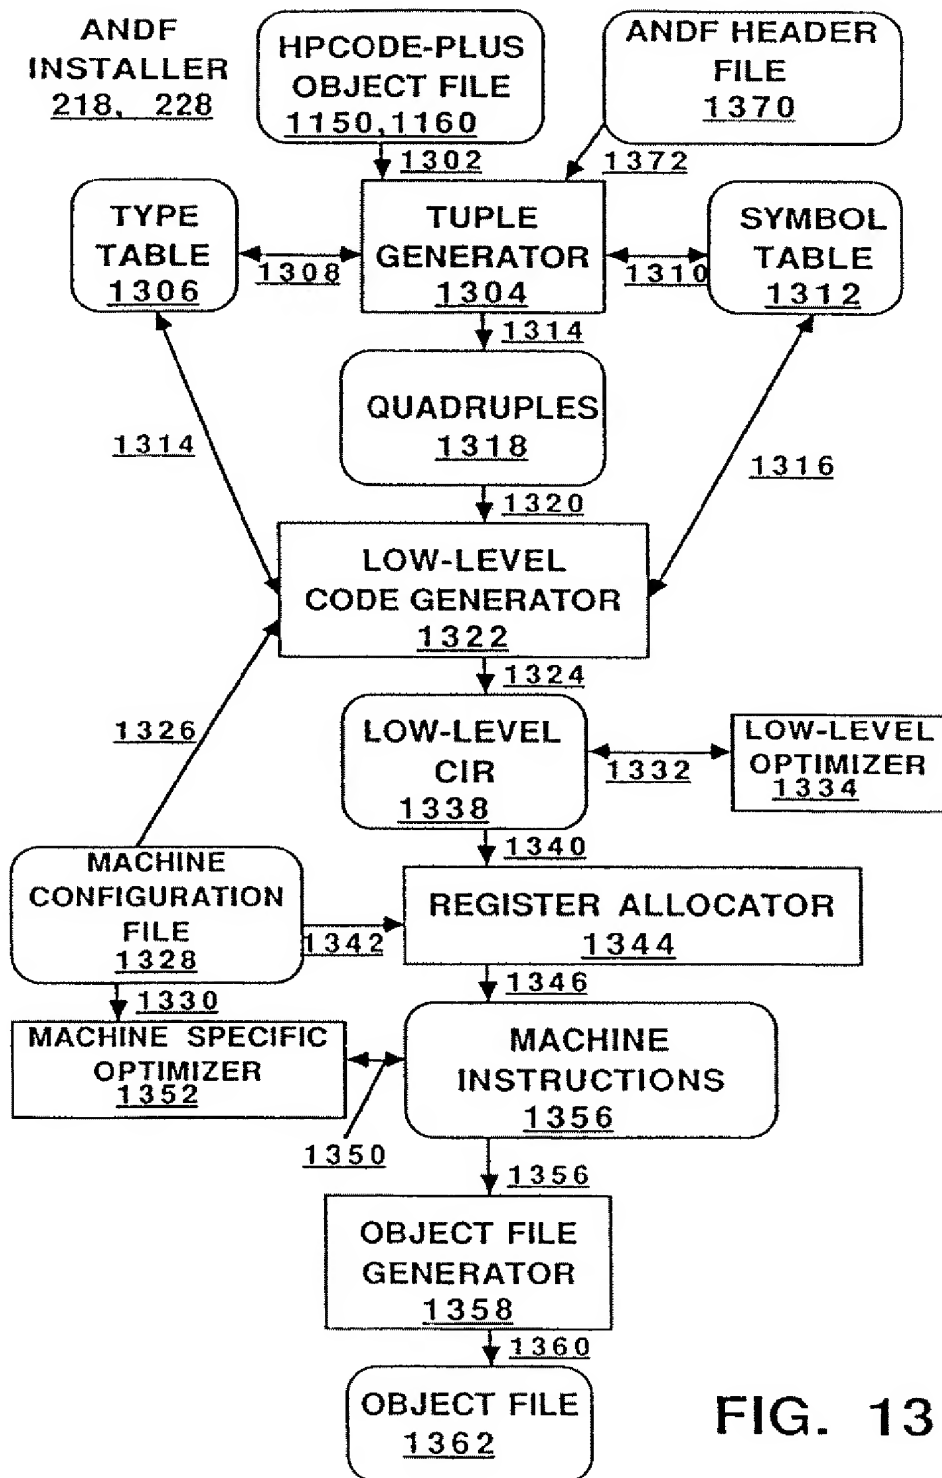 ANDF
INSTALLER
218, 228
HPCODE-PLUS
OBJECT FILE
1150,1160
ANDF HEADER
FILE
1370
1302
1372
TYPE
TABLE
1306
1308
TUPLE
GENERATOR
1304
1310
SYMBOL
TABLE
1312
1314
QUADRUPLES
1318
1314
1316
1320
LOW-LEVEL
CODE GENERATOR
1322
1324
1326
LOW-LEVEL
CIR
1338
1332
LOW-LEVEL
OPTIMIZER
1334
1340
MACHINE
CONFIGURATION
FILE
1328
1342
REGISTER ALLOCATOR
1344
1330
1346
MACHINE SPECIFIC
OPTIMIZER
1352
1350
MACHINE
INSTRUCTIONS
1356
1356
OBJECT FILE
GENERATOR
1358
1360
OBJECT FILE
1362
FIG. 13